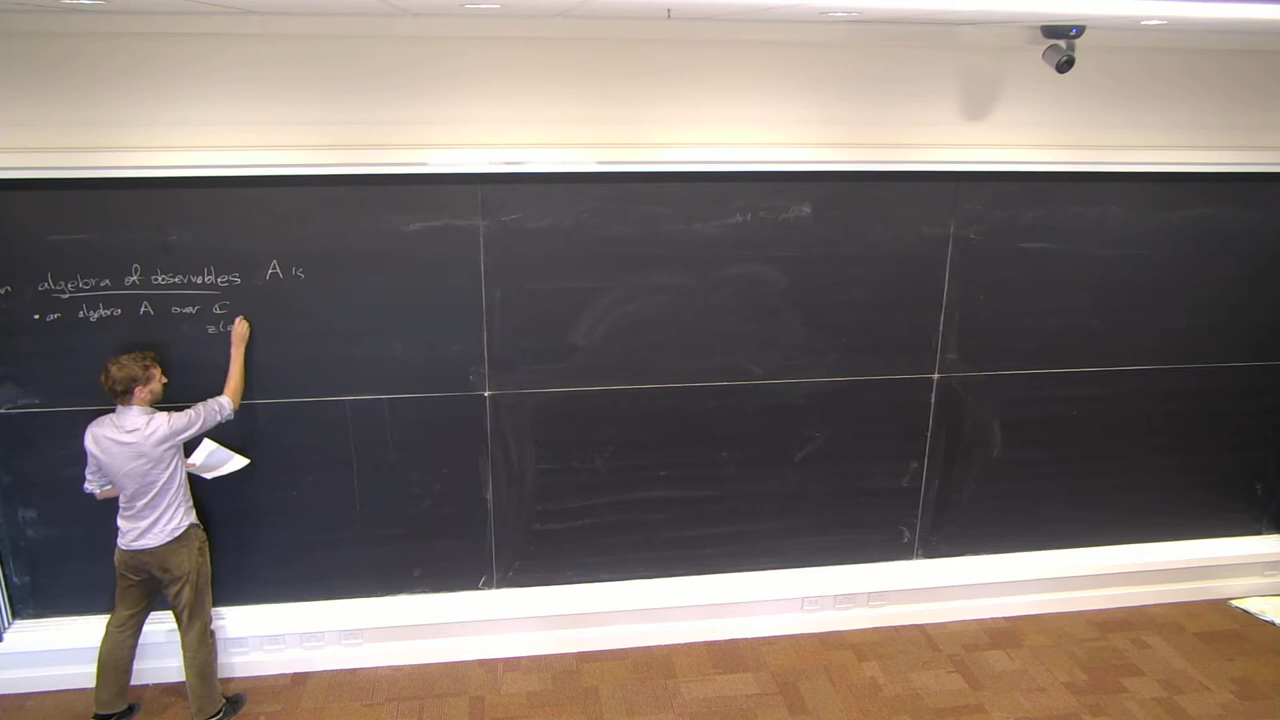 algebra of observables A is
• an algebra A over ℂ
z(a